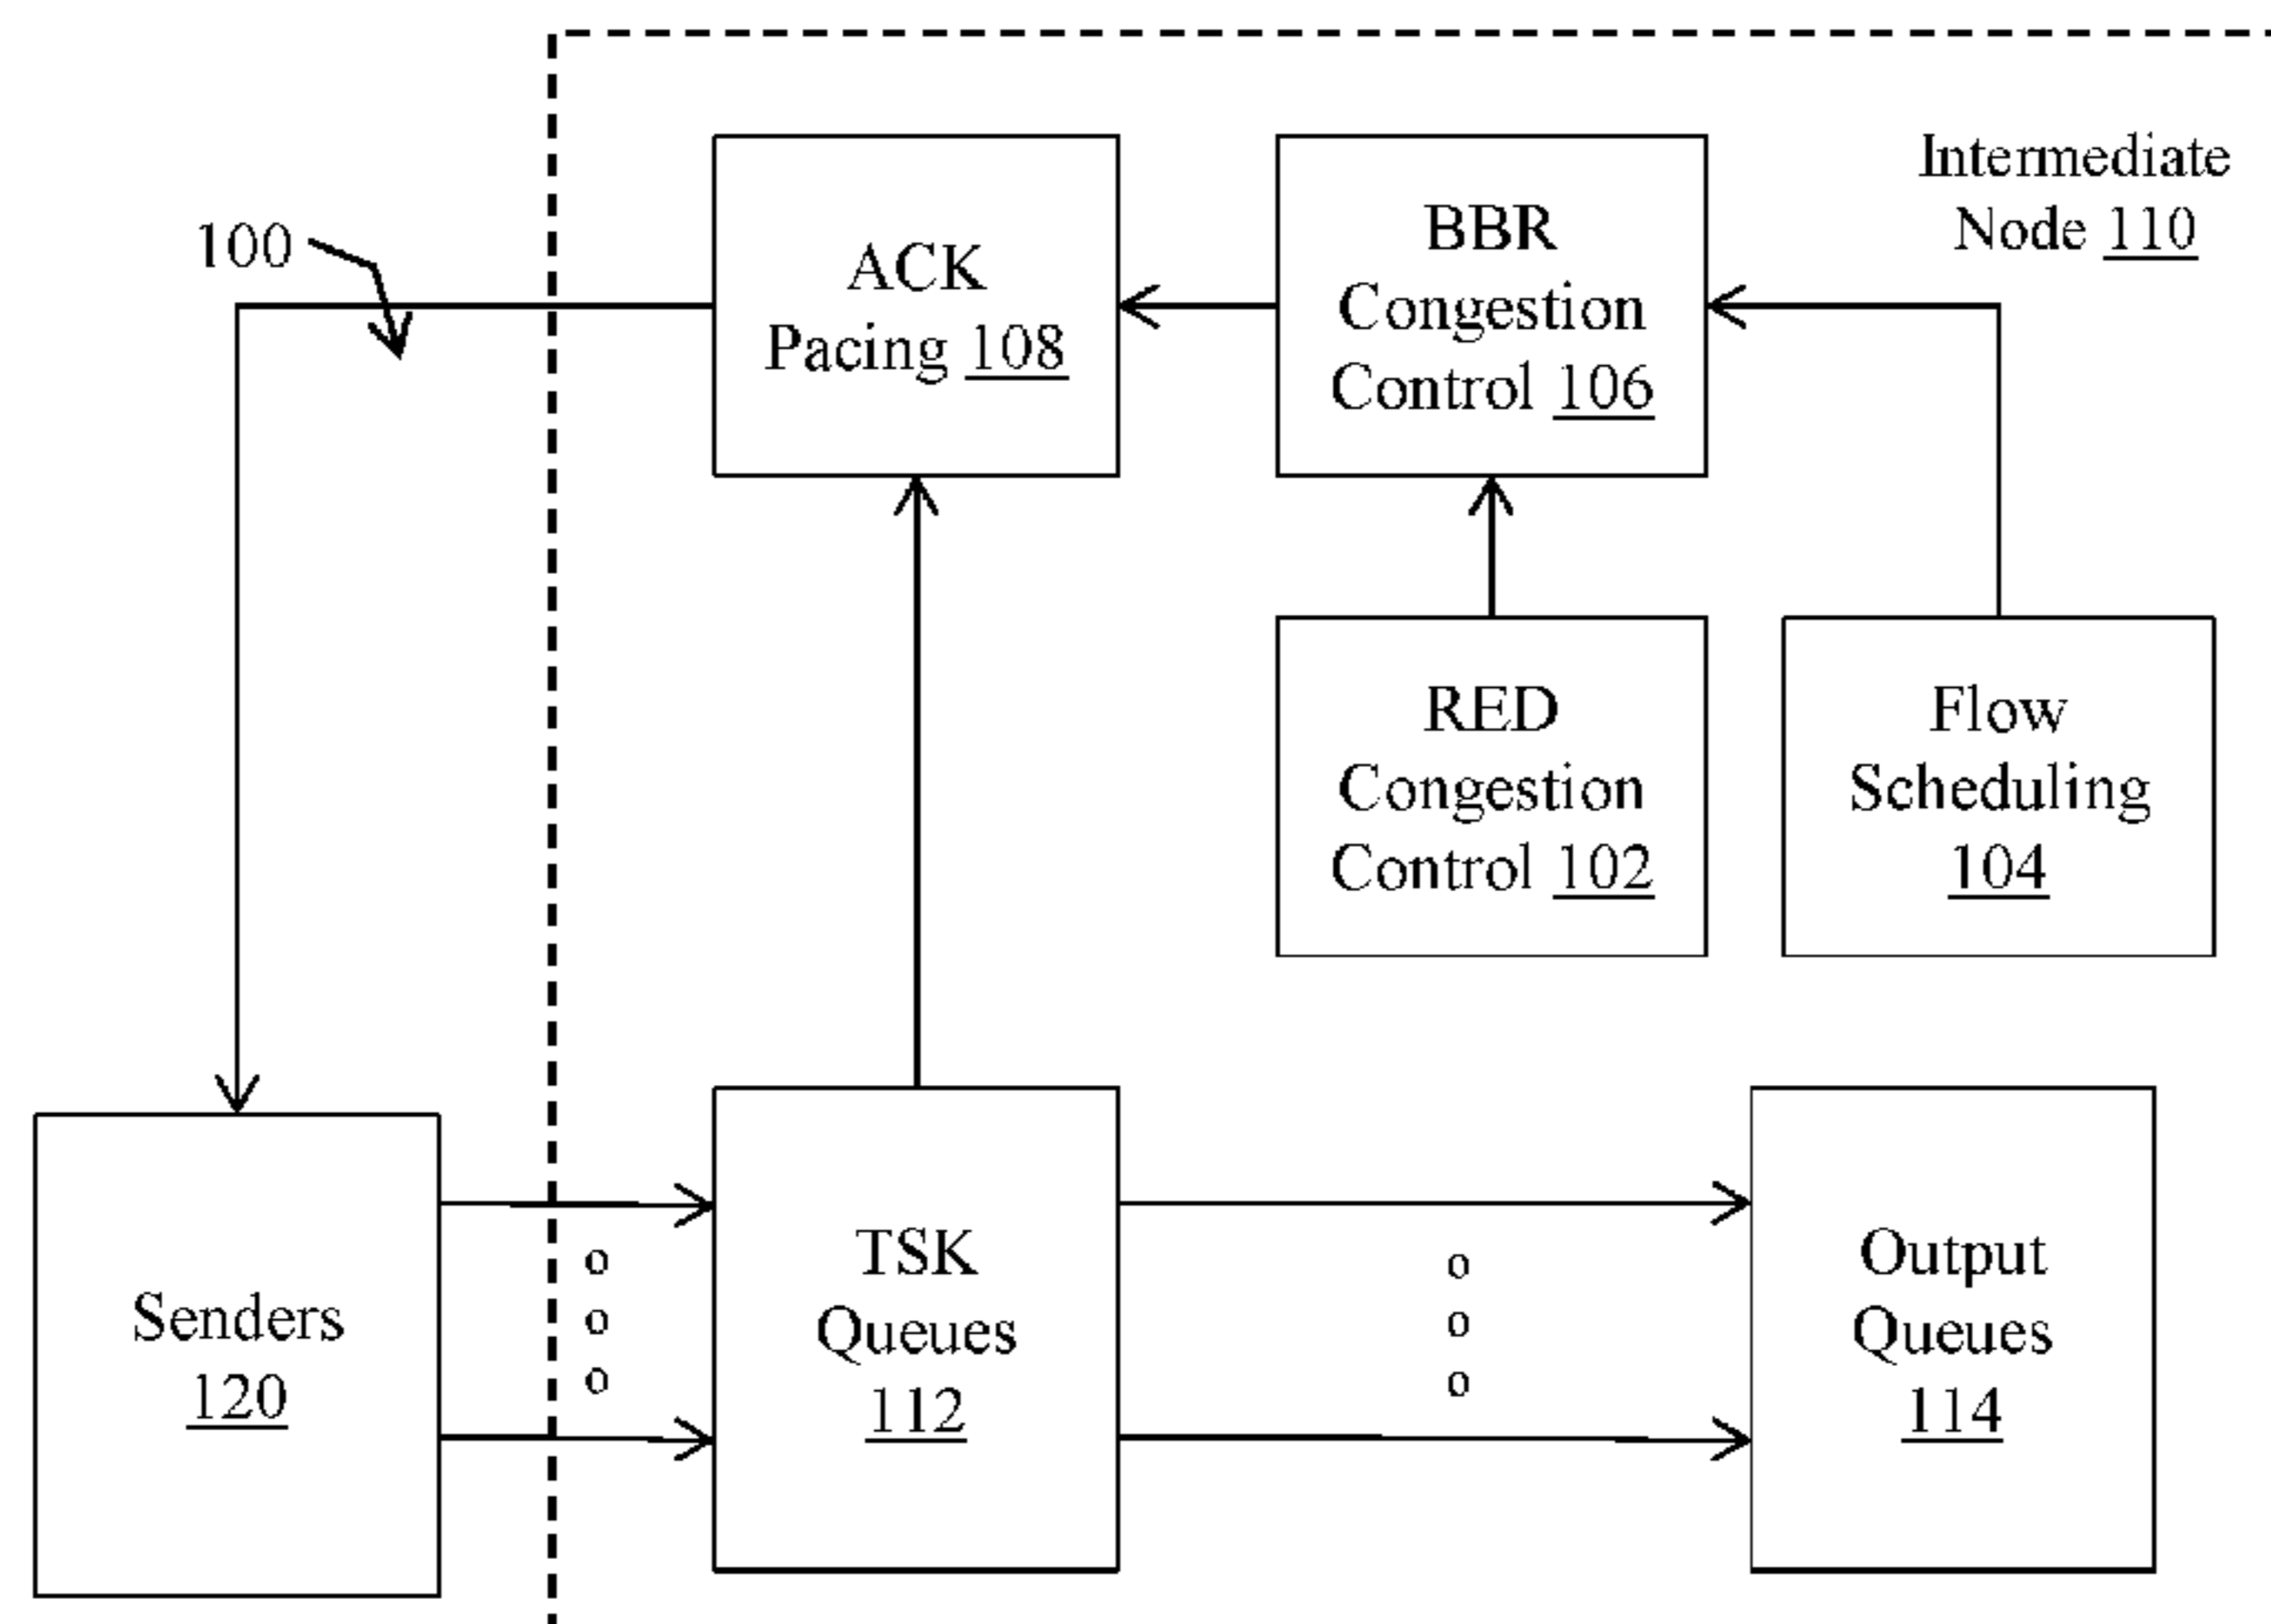 Intermediate
Node 110
100
ACK
Pacing 108
BBR
Congestion
Control 106
RED
Congestion
Control 102
Flow
Scheduling
104
Senders
120
TSK
Queues
112
Output
Queues
114